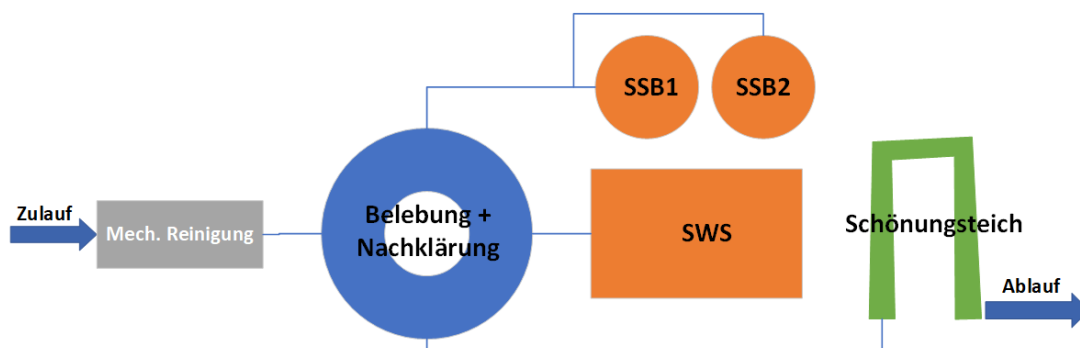 Zulauf
Mech. Reinigung
Belebung +
Nachklärung
SSB1
SSB2
SWS
Schönungsteich
Ablauf